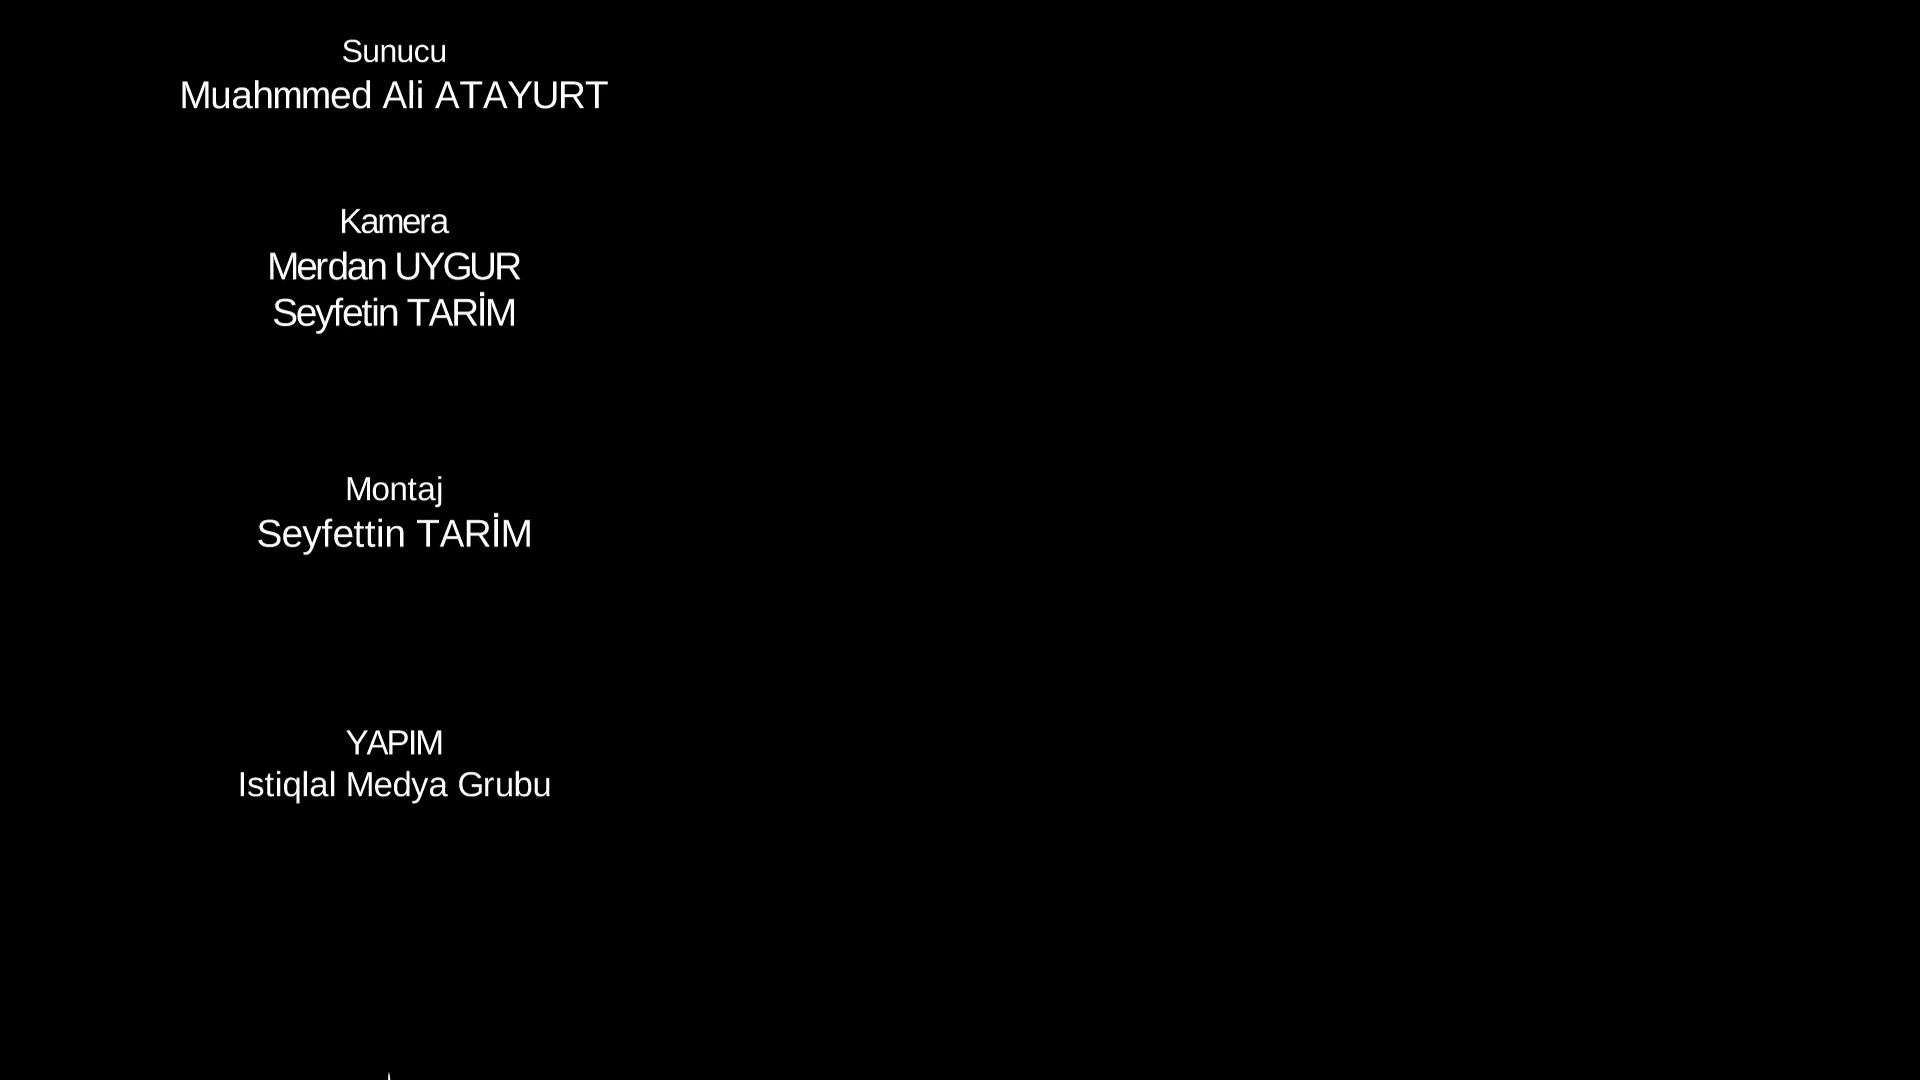 Sunucu
Muahmmed Ali ATAYURT
Kamera
Merdan UYGUR
Seyfetin TARİM
Montaj
Seyfettin TARİM
YAPIM
Istiqlal Medya Grubu